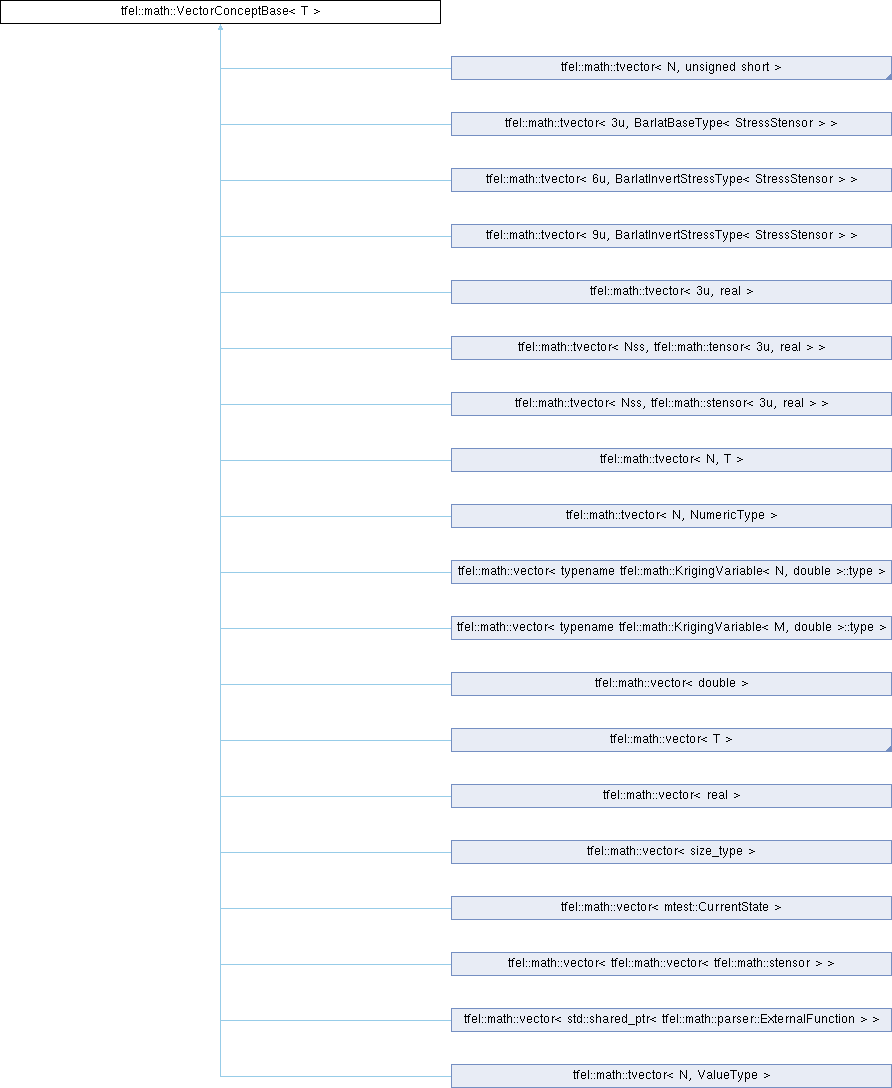 tfel::math::VectorConceptBase< T >
tfel::math::tvector< N, unsigned short >
tfel::math::tvector< 3u, BarlatBaseType< StressStensor > >
tfel::math::tvector< 6u, BarlatInvertStressType< StressStensor > >
tfel::math::tvector< 9u, BarlatInvertStressType< StressStensor > >
tfel::math::tvector< 3u, real >
tfel::math::tvector< Nss, tfel::math::tensor< 3u, real > >
tfel::math::tvector< Nss, tfel::math::stensor< 3u, real > >
tfel::math::tvector< N, T >
tfel::math::tvector< N, NumericType >
tfel::math::vector< typename tfel::math::KrigingVariable< N, double >::type >
tfel::math::vector< typename tfel::math::KrigingVariable< M, double >::type >
tfel::math::vector< double >
tfel::math::vector< T >
tfel::math::vector< real >
tfel::math::vector< size_type >
tfel::math::vector< mtest::CurrentState >
tfel::math::vector< tfel::math::vector< tfel::math::stensor > >
tfel::math::vector< std::shared_ptr< tfel::math::parser::ExternalFunction > >
tfel::math::tvector< N, ValueType >